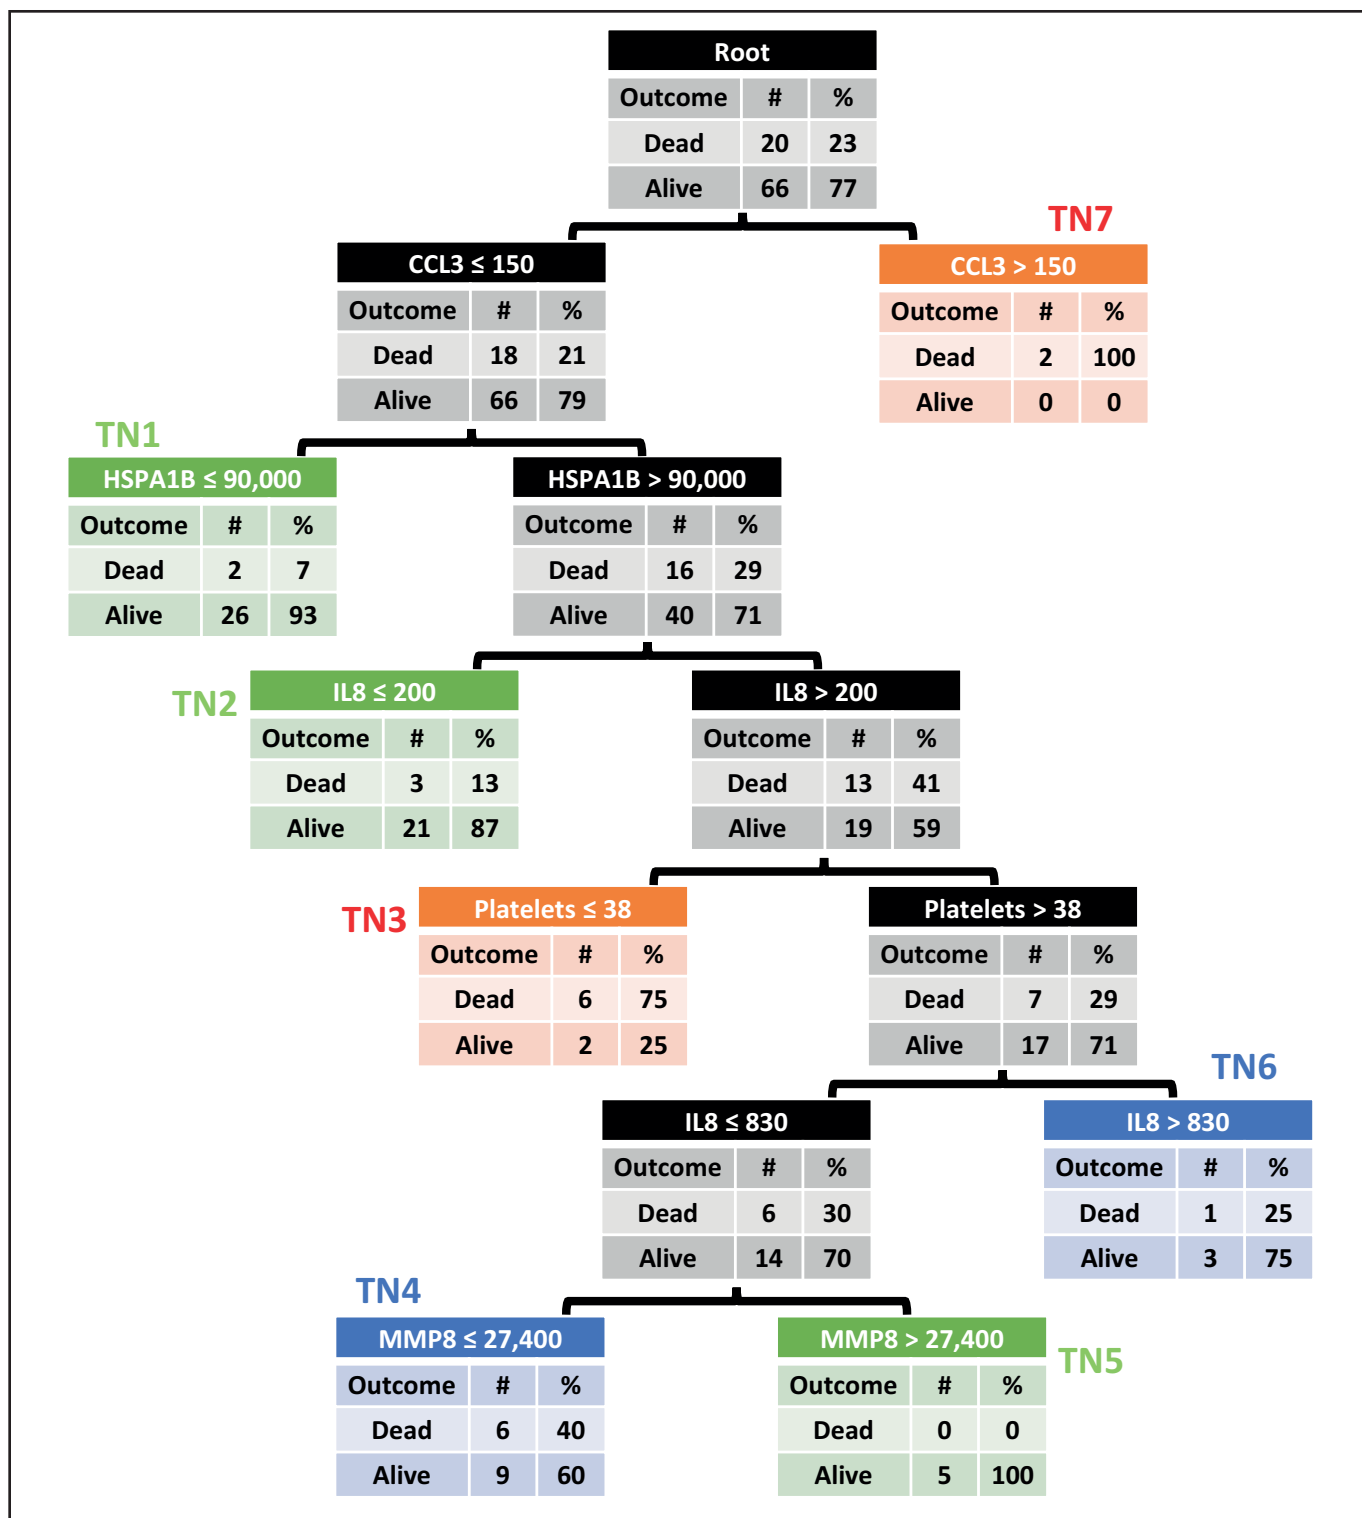 Root
Outcome # %
Dead 20 23
Alive 66 77
TN7
CCL3 ≤ 150
Outcome # %
Dead 18 21
Alive 66 79
CCL3 > 150
Outcome # %
Dead 2 100
Alive 0 0
TN1
HSPA1B ≤ 90,000
Outcome # %
Dead 2 7
Alive 26 93
HSPA1B > 90,000
Outcome # %
Dead 16 29
Alive 40 71
TN2
IL8 ≤ 200
Outcome # %
Dead 3 13
Alive 21 87
IL8 > 200
Outcome # %
Dead 13 41
Alive 19 59
TN3
Platelets ≤ 38
Outcome # %
Dead 6 75
Alive 2 25
Platelets > 38
Outcome # %
Dead 7 29
Alive 17 71
TN6
IL8 ≤ 830
Outcome # %
Dead 6 30
Alive 14 70
IL8 > 830
Outcome # %
Dead 1 25
Alive 3 75
TN4
MMP8 ≤ 27,400
Outcome # %
Dead 6 40
Alive 9 60
MMP8 > 27,400
TN5
Outcome # %
Dead 0 0
Alive 5 100